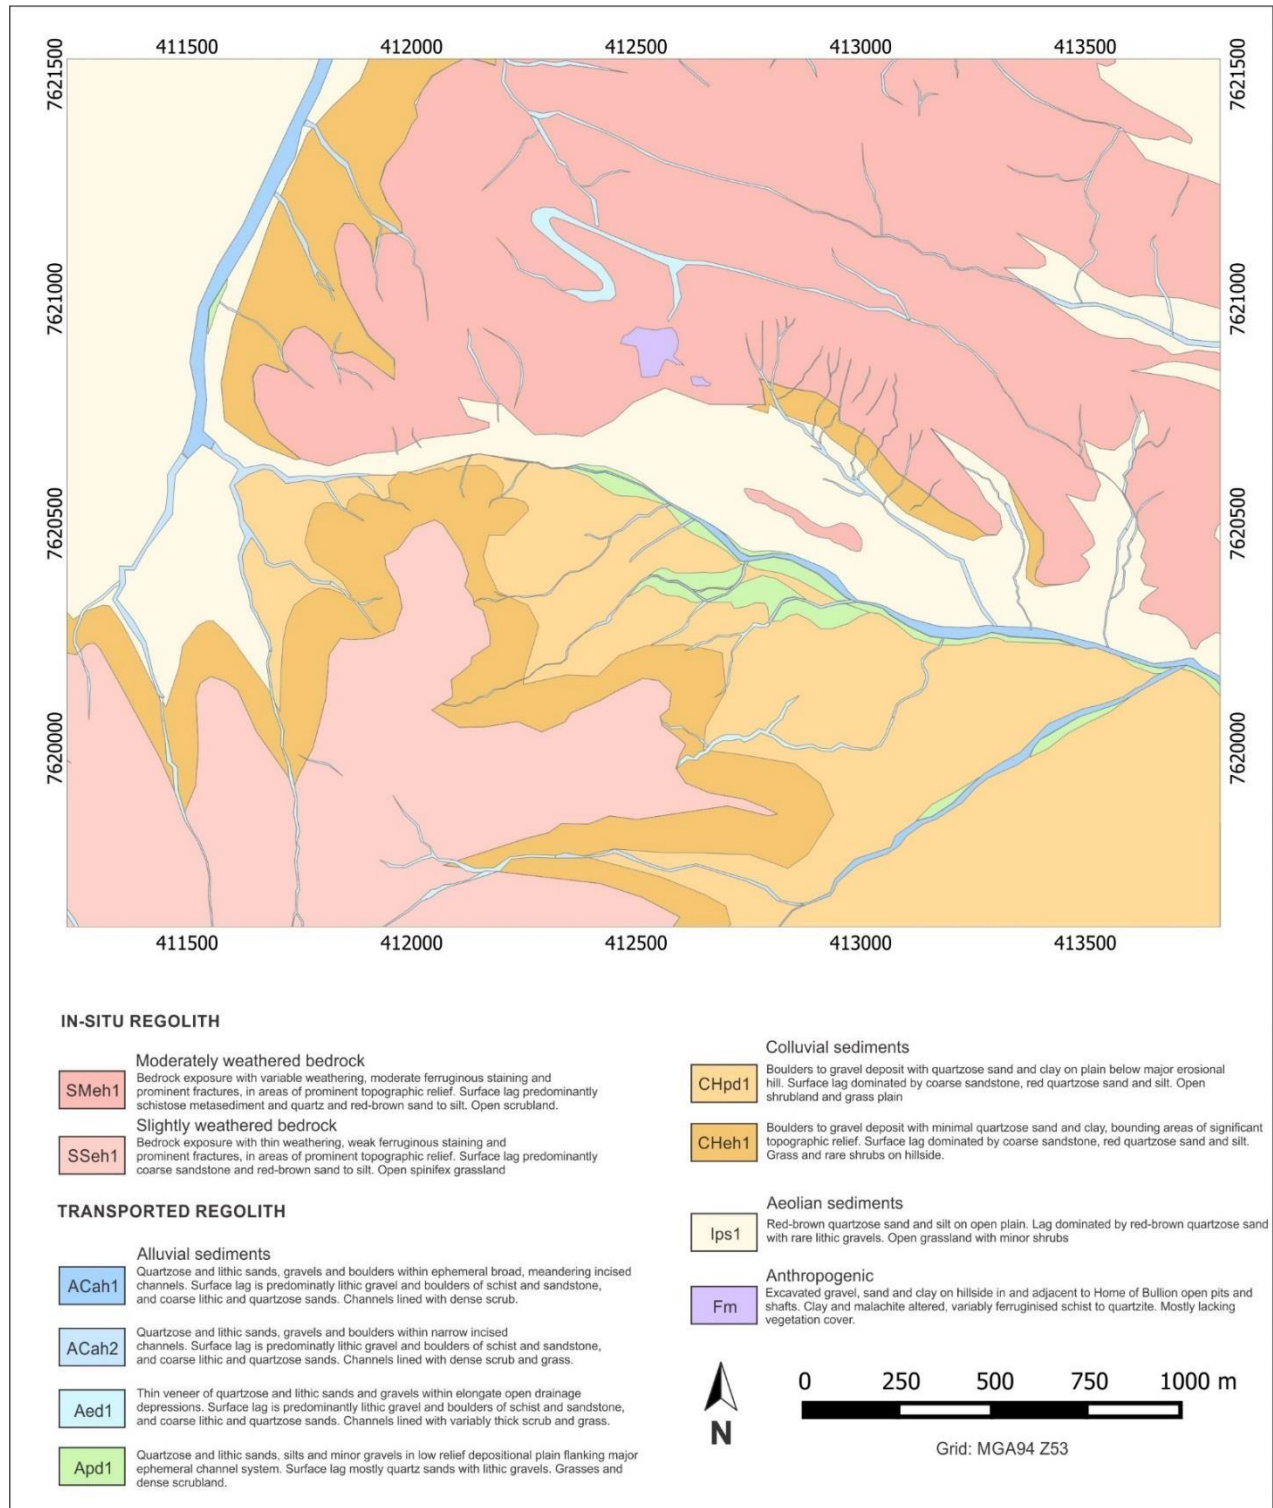 411500 412000 412500 413000 413500
7621500 7621500
7621000 7621000
7620500 7620500
7620000 7620000
411500 412000 412500 413000 413500
IN-SITU REGOLITH
Moderately weathered bedrock
SMeh1
Bedrock exposure with variable weathering, moderate ferruginous staining and
prominent fractures, in areas of prominent topographic relief. Surface lag predominantly
schistose metasediment and quartz and red-brown sand to silt. Open scrubland.
Slightly weathered bedrock
SSeh1
Bedrock exposure with thin weathering, weak ferruginous staining and
prominent fractures, in areas of prominent topographic relief. Surface lag predominantly
coarse sandstone and red-brown sand to silt. Open spinifex grassland
TRANSPORTED REGOLITH
Alluvial sediments
ACah1
Quartzose and lithic sands, gravels and boulders within ephemeral broad, meandering incised
channels. Surface lag is predominatly lithic gravel and boulders of schist and sandstone,
and coarse lithic and quartzose sands. Channels lined with dense scrub.
ACah2
Quartzose and lithic sands, gravels and boulders within narrow incised
channels. Surface lag is predominatly lithic gravel and boulders of schist and sandstone,
and coarse lithic and quartzose sands. Channels lined with dense scrub and grass.
Aed1
Thin veneer of quartzose and lithic sands and gravels within elongate open drainage
depressions. Surface lag is predominantly lithic gravel and boulders of schist and sandstone,
and coarse lithic and quartzose sands. Channels lined with variably thick scrub and grass.
Apd1
Quartzose and lithic sands, silts and minor gravels in low relief depositional plain flanking major
ephemeral channel system. Surface lag mostly quartz sands with lithic gravels. Grasses and
dense scrubland.
Colluvial sediments
CHpd1
Boulders to gravel deposit with quartzose sand and clay on plain below major erosional
hill. Surface lag dominated by coarse sandstone, red quartzose sand and silt. Open
shrubland and grass plain
CHeh1
Boulders to gravel deposit with minimal quartzose sand and clay, bounding areas of significant
topographic relief. Surface lag dominated by coarse sandstone, red quartzose sand and silt.
Grass and rare shrubs on hillside.
Aeolian sediments
Ips1
Red-brown quartzose sand and silt on open plain. Lag dominated by red-brown quartzose sand
with rare lithic gravels. Open grassland with minor shrubs
Anthropogenic
Fm
Excavated gravel, sand and clay on hillside in and adjacent to Home of Bullion open pits and
shafts. Clay and malachite altered, variably ferruginised schist to quartzite. Mostly lacking
vegetation cover.
N
0 250 500 750 1000 m
Grid: MGA94 Z53